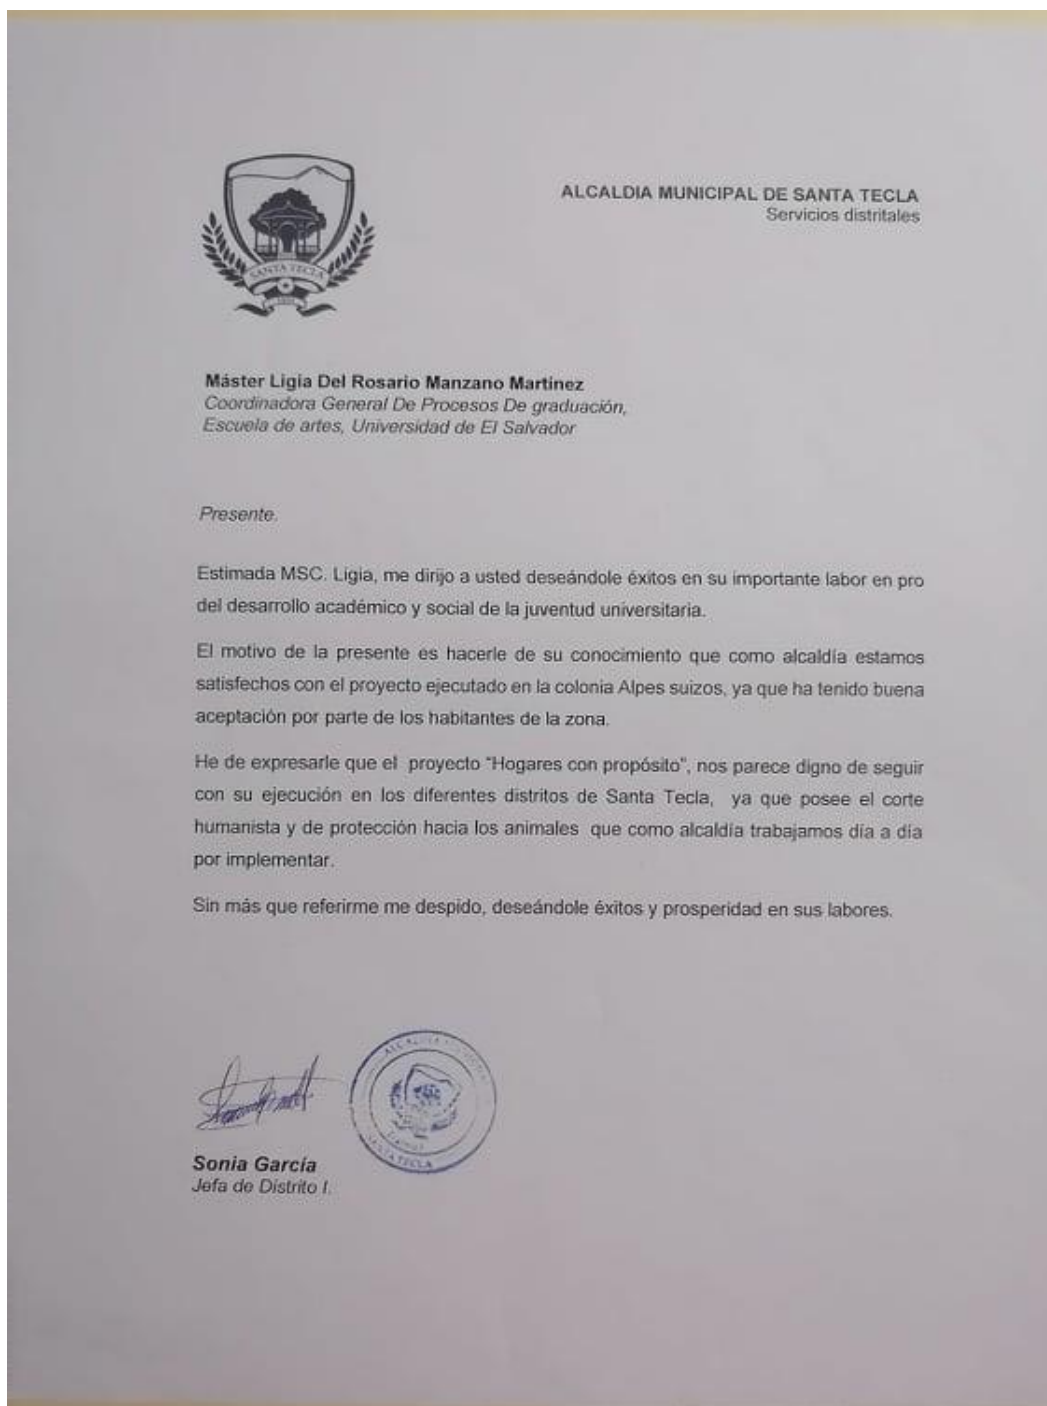 ALCALDIA MUNICIPAL DE SANTA TECLA
Servicios distritales
SANTA TECLA
Máster Ligia Del Rosario Manzano Martínez
Coordinadora General De Procesos De graduación,
Escuela de artes, Universidad de El Salvador
Presente.
Estimada MSC. Ligia, me dirijo a usted deseándole éxitos en su importante labor en pro
del desarrollo académico y social de la juventud universitaria.
El motivo de la presente es hacerle de su conocimiento que como alcaldía estamos
satisfechos con el proyecto ejecutado en la colonia Alpes suizos, ya que ha tenido buena
aceptación por parte de los habitantes de la zona.
He de expresarle que el proyecto “Hogares con propósito”, nos parece digno de seguir
con su ejecución en los diferentes distritos de Santa Tecla, ya que posee el corte
humanista y de protección hacia los animales que como alcaldía trabajamos día a día
por implementar.
Sin más que referirme me despido, deseándole éxitos y prosperidad en sus labores.
ALCALDIA
SANTA TECLA
Sonia García
Jefa de Distrito I.